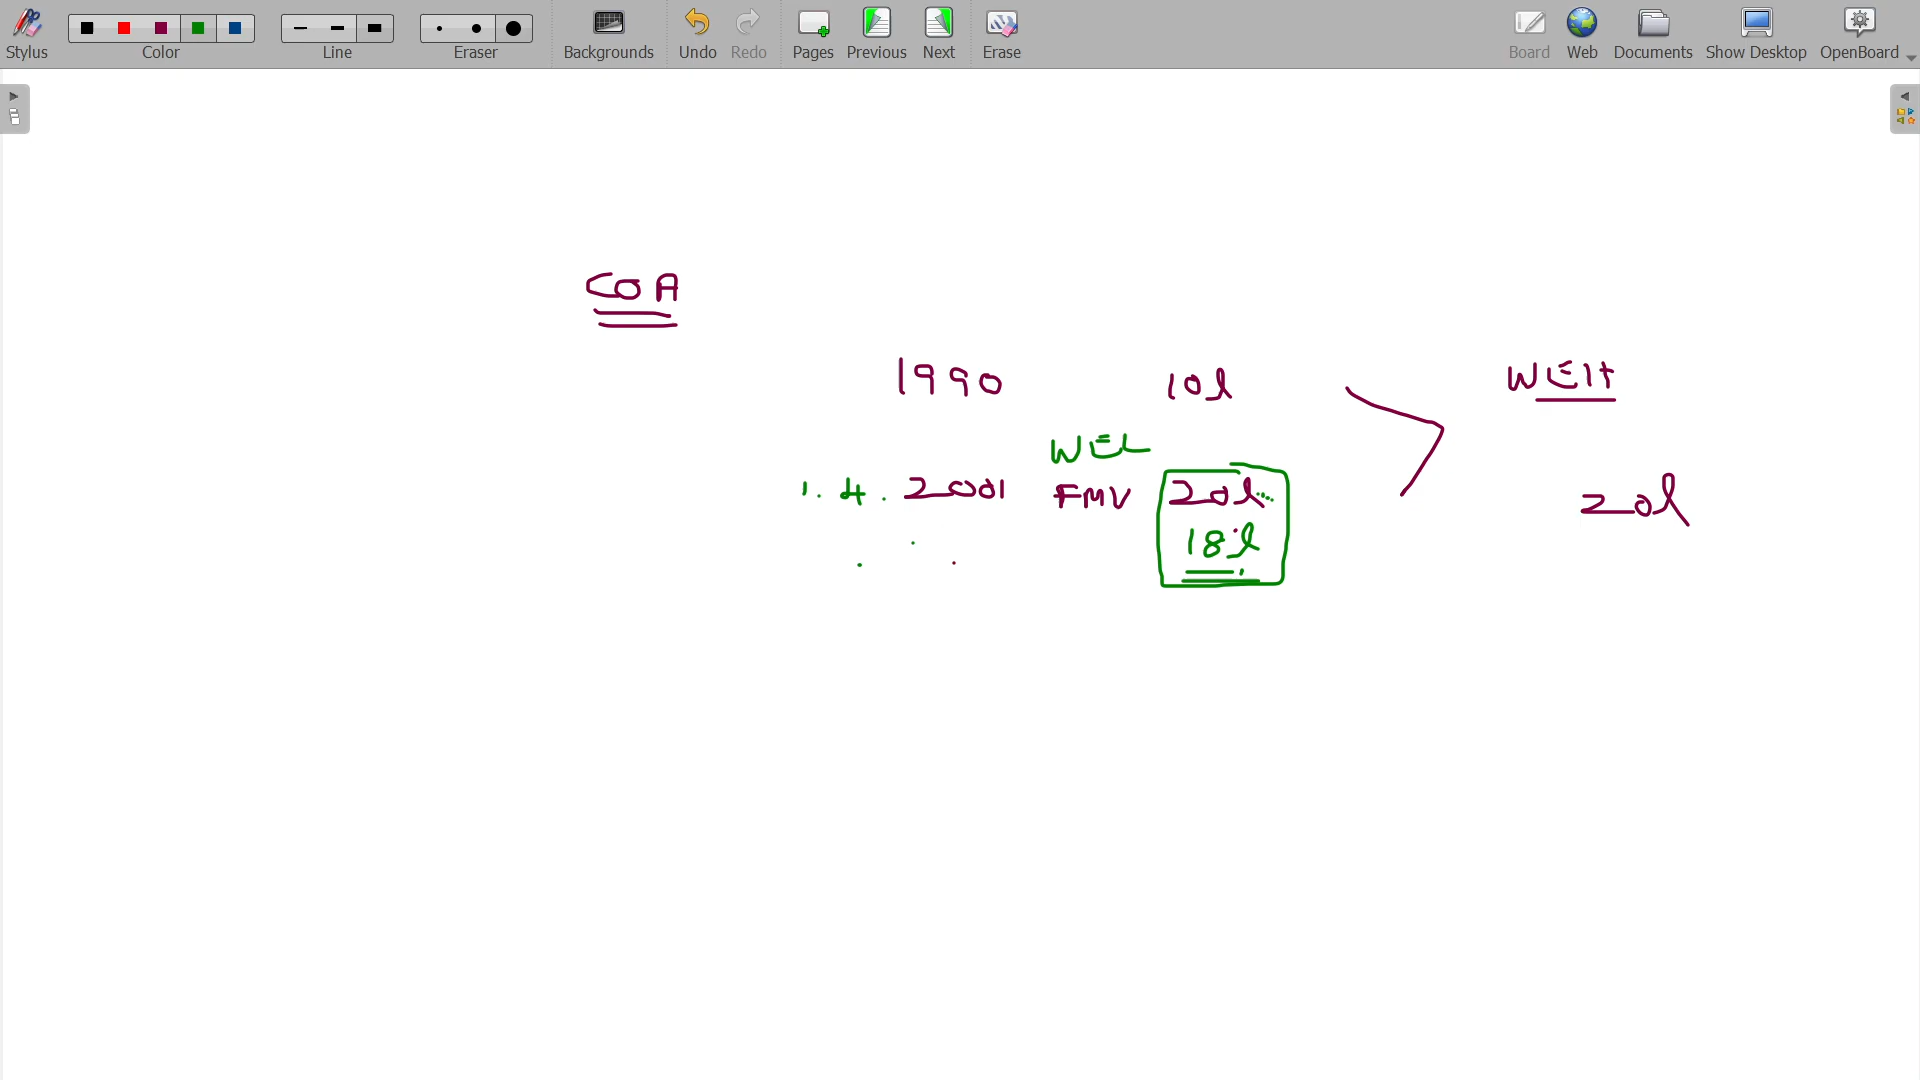 Stylus Color Line Eraser Backgrounds Undo Redo Pages Previous Next Erase Board Web Documents Show Desktop OpenBoard
COA
1990 10l WEH
WEL
1.4.2001 FMV 20l 20l
18l